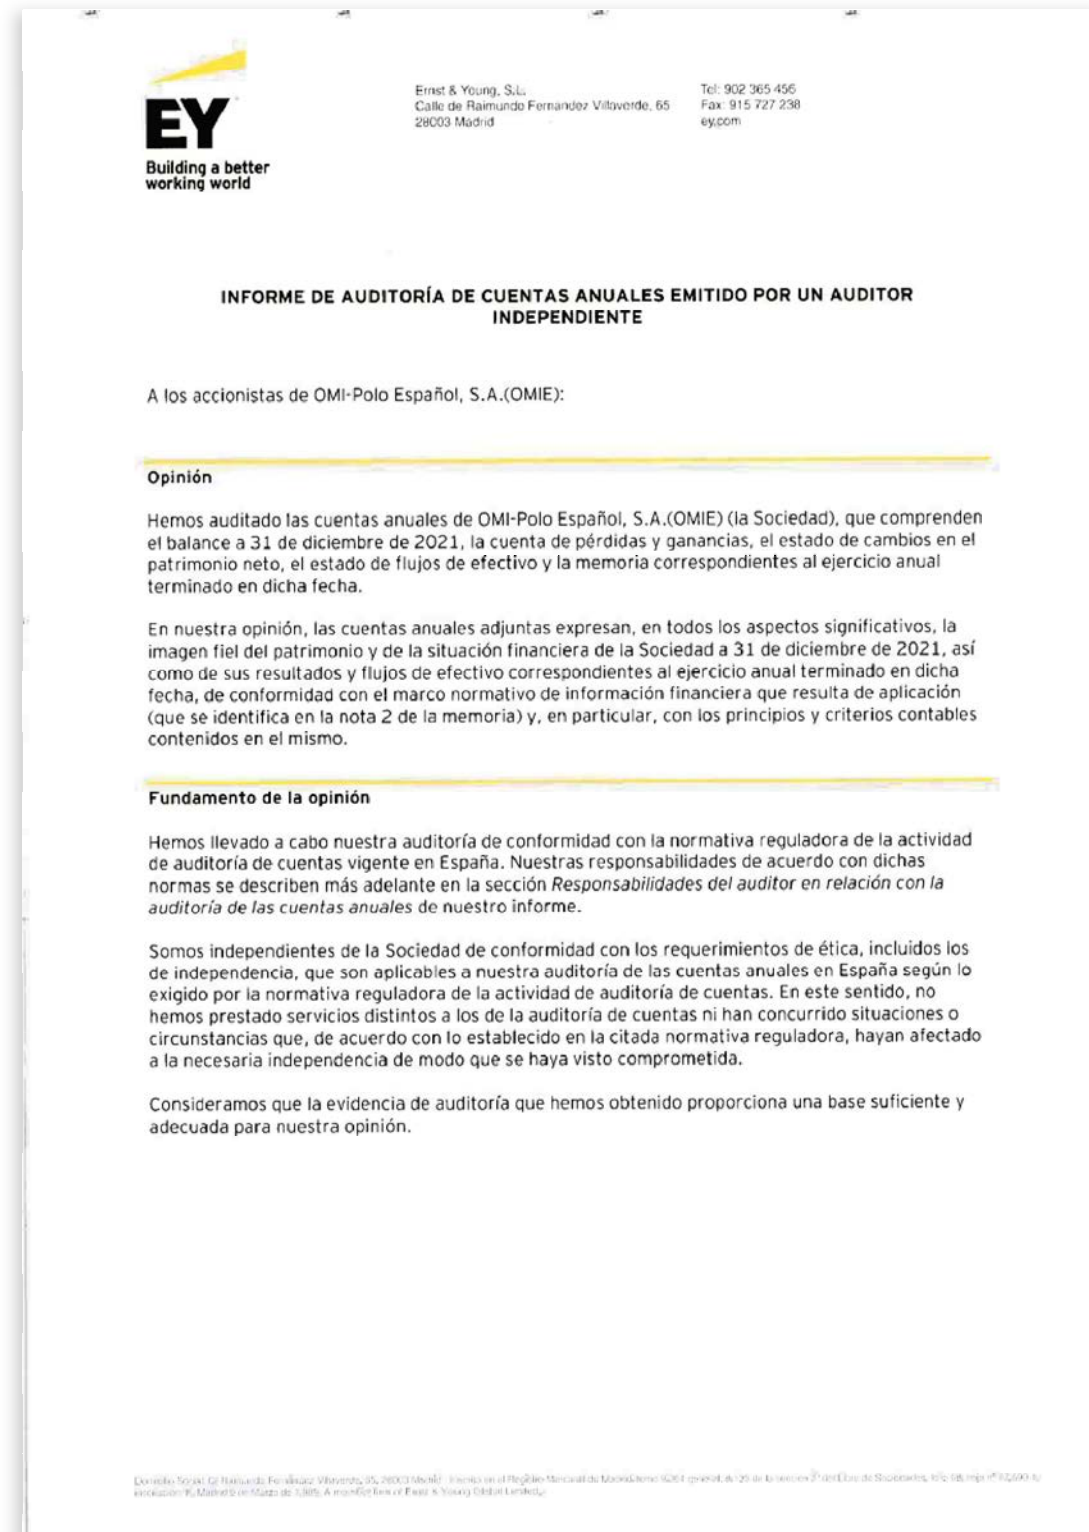 EY
Building a better
working world
Ernst & Young, S.L.
Calle de Raimundo Fernández Villaverde, 65
28003 Madrid
Tel: 902 365 456
Fax: 915 727 238
ey.com
INFORME DE AUDITORÍA DE CUENTAS ANUALES EMITIDO POR UN AUDITOR
INDEPENDIENTE
A los accionistas de OMI-Polo Español, S.A.(OMIE):
Opinión
Hemos auditado las cuentas anuales de OMI-Polo Español, S.A.(OMIE) (la Sociedad), que comprenden
el balance a 31 de diciembre de 2021, la cuenta de pérdidas y ganancias, el estado de cambios en el
patrimonio neto, el estado de flujos de efectivo y la memoria correspondientes al ejercicio anual
terminado en dicha fecha.
En nuestra opinión, las cuentas anuales adjuntas expresan, en todos los aspectos significativos, la
imagen fiel del patrimonio y de la situación financiera de la Sociedad a 31 de diciembre de 2021, así
como de sus resultados y flujos de efectivo correspondientes al ejercicio anual terminado en dicha
fecha, de conformidad con el marco normativo de información financiera que resulta de aplicación
(que se identifica en la nota 2 de la memoria) y, en particular, con los principios y criterios contables
contenidos en el mismo.
Fundamento de la opinión
Hemos llevado a cabo nuestra auditoría de conformidad con la normativa reguladora de la actividad
de auditoría de cuentas vigente en España. Nuestras responsabilidades de acuerdo con dichas
normas se describen más adelante en la sección Responsabilidades del auditor en relación con la
auditoría de las cuentas anuales de nuestro informe.
Somos independientes de la Sociedad de conformidad con los requerimientos de ética, incluidos los
de independencia, que son aplicables a nuestra auditoría de las cuentas anuales en España según lo
exigido por la normativa reguladora de la actividad de auditoría de cuentas. En este sentido, no
hemos prestado servicios distintos a los de la auditoría de cuentas ni han concurrido situaciones o
circunstancias que, de acuerdo con lo establecido en la citada normativa reguladora, hayan afectado
a la necesaria independencia de modo que se haya visto comprometida.
Consideramos que la evidencia de auditoría que hemos obtenido proporciona una base suficiente y
adecuada para nuestra opinión.
Domicilio Social: C/ Raimundo Fernández Villaverde, 65, 28003 Madrid
A member firm of Ernst & Young Global Limited.